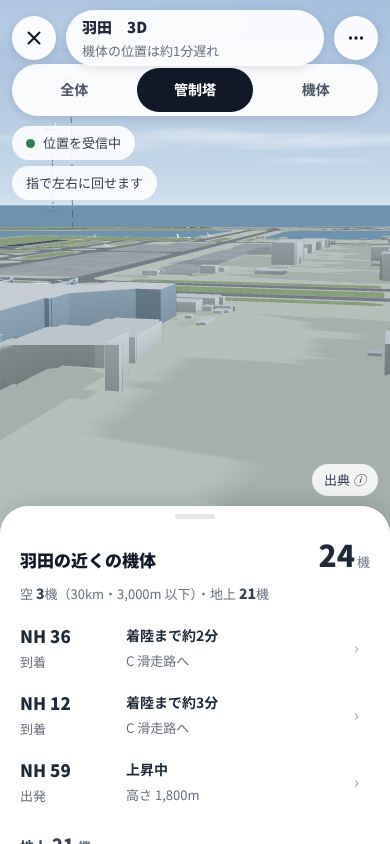 羽田 3D
機体の位置は約1分遅れ
全体 管制塔 機体
位置を受信中
指で左右に回せます
出典 ⓘ
羽田の近くの機体 24機
空 3機（30km・3,000m 以下）・地上 21機
NH 36 着陸まで約2分
到着 C 滑走路へ
NH 12 着陸まで約3分
到着 C 滑走路へ
NH 59 上昇中
出発 高さ 1,800m
地上 21 機